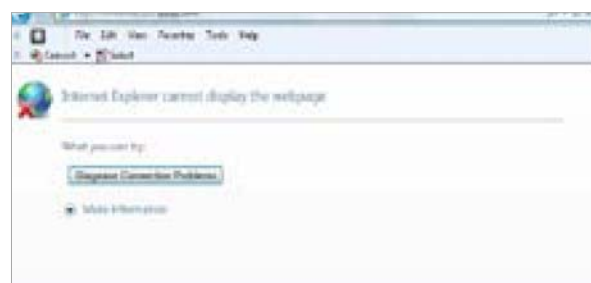 File Edit View Favorites Tools Help
Convert Select
Internet Explorer cannot display the webpage
What you can try:
Diagnose Connection Problems
More information